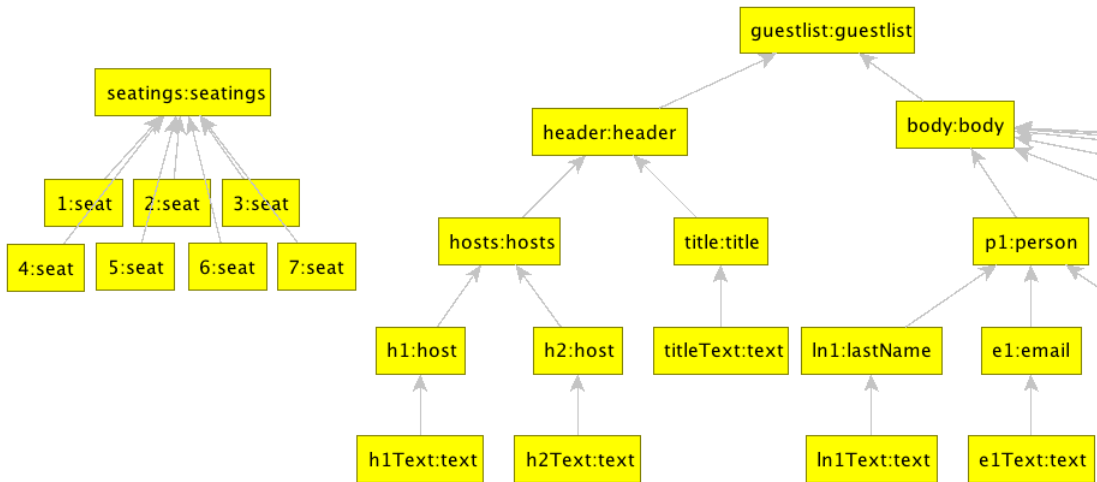 guestlist:guestlist
seatings:seatings
header:header
body:body
1:seat
2:seat
3:seat
4:seat
5:seat
6:seat
7:seat
hosts:hosts
title:title
p1:person
h1:host
h2:host
titleText:text
ln1:lastName
e1:email
h1Text:text
h2Text:text
ln1Text:text
e1Text:text